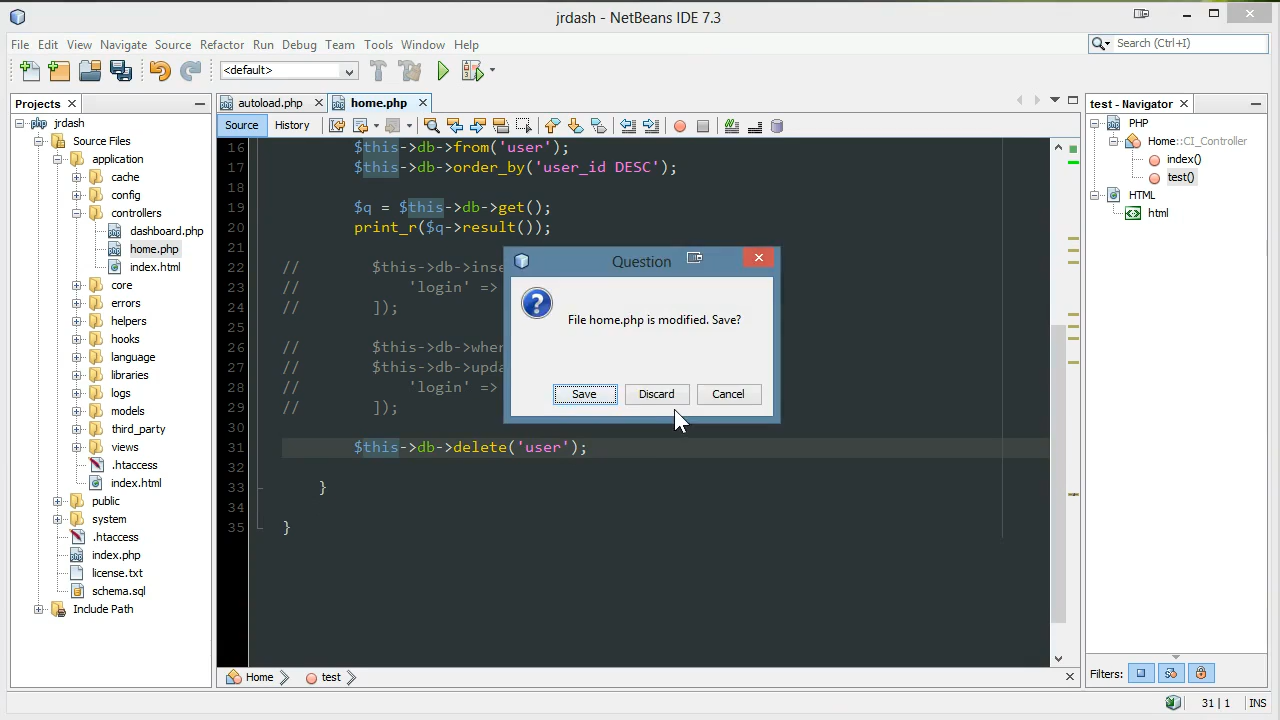 jrdash - NetBeans IDE 7.3
File Edit View Navigate Source Refactor Run Debug Team Tools Window Help
Search (Ctrl+I)
<default>
Projects
autoload.php home.php
test - Navigator
Source History
jrdash
Source Files
application
cache
config
controllers
dashboard.php
home.php
index.html
core
errors
helpers
hooks
language
libraries
logs
models
third_party
views
.htaccess
index.html
public
system
.htaccess
index.php
license.txt
schema.sql
Include Path
16 $this->db->from('user');
17 $this->db->order_by('user_id DESC');
18
19 $q = $this->db->get();
20 print_r($q->result());
21
22 // $this->db->inse
23 // 'login' =>
24 // ]);
25
26 // $this->db->wher
27 // $this->db->upda
28 // 'login' =>
29 // ]);
30
31 $this->db->delete('user');
32
33 }
34
35 }
Question
File home.php is modified. Save?
Save Discard Cancel
PHP
Home::CI_Controller
index()
test()
HTML
html
Home test
Filters:
31 | 1 INS